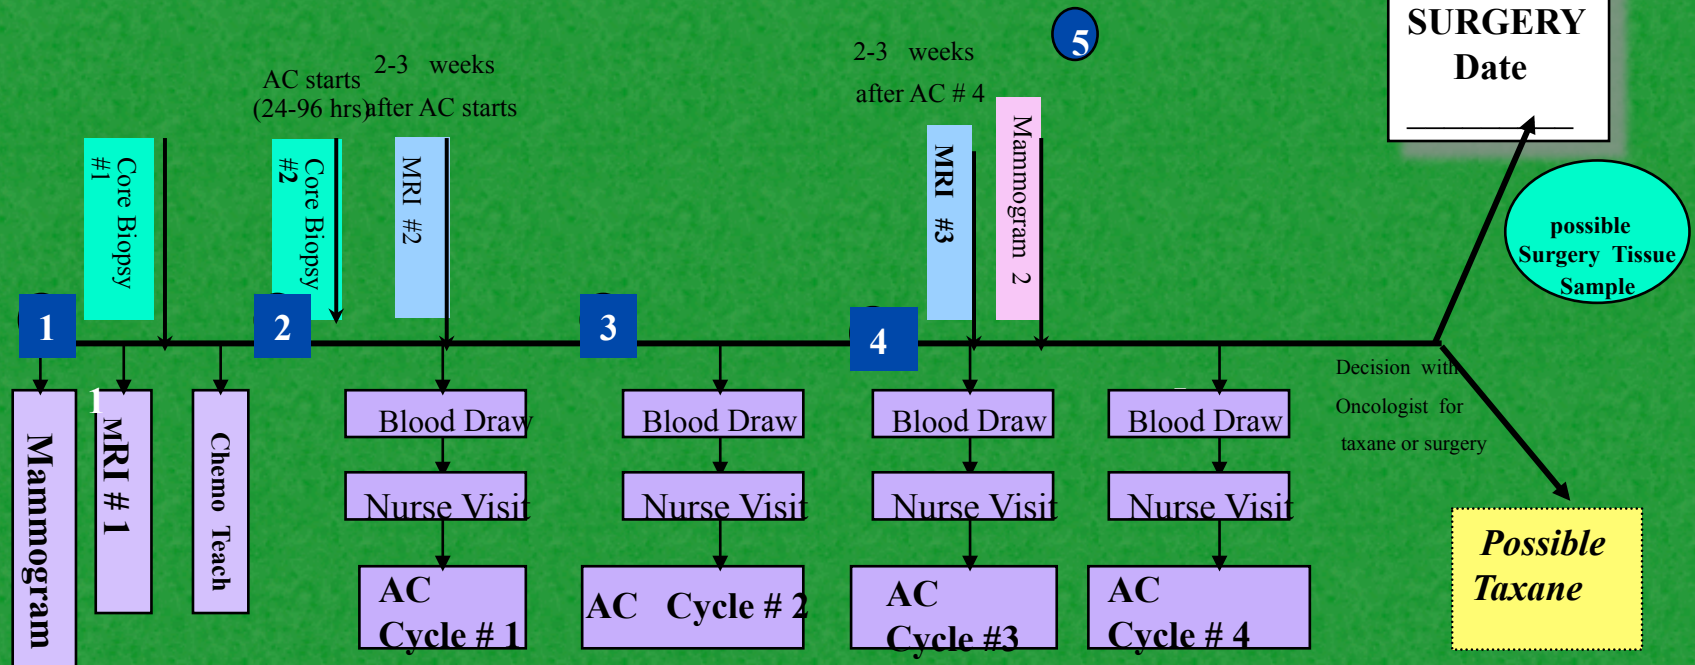 SURGERY
Date
5
2-3 weeks
after AC # 4
AC starts
(24-96 hrs)
2-3 weeks
after AC starts
Core Biopsy
#1
Core Biopsy
#2
MRI #2
MRI #3
Mammogram 2
possible
Surgery Tissue
Sample
1
2
3
4
Decision with
Oncologist for
taxane or surgery
Mammogram
1
MRI # 1
Chemo Teach
Blood Draw
Nurse Visit
AC
Cycle # 1
Blood Draw
Nurse Visit
AC Cycle # 2
Blood Draw
Nurse Visit
AC
Cycle #3
Blood Draw
Nurse Visit
AC
Cycle # 4
Possible
Taxane